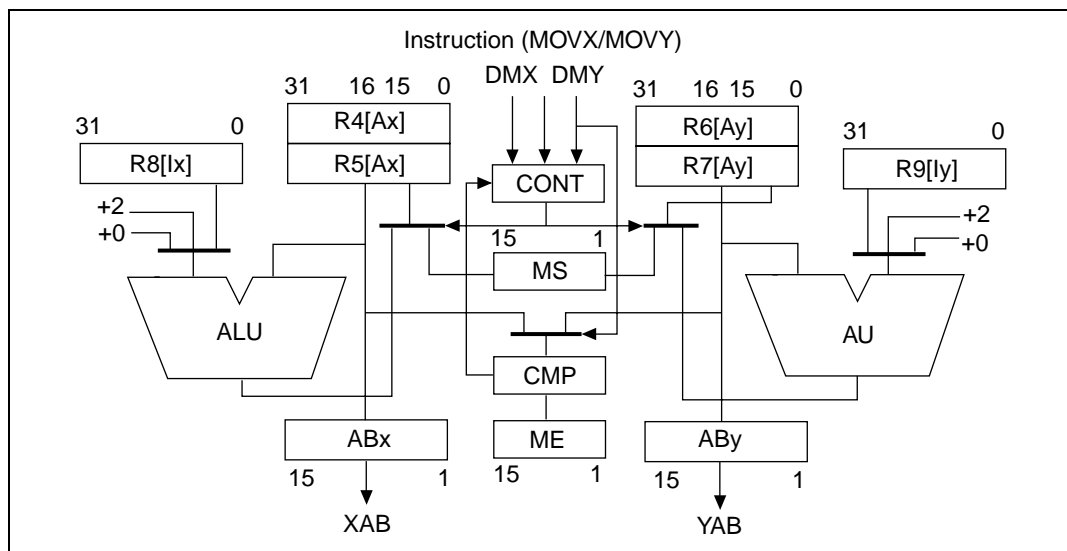 Instruction (MOVX/MOVY)
DMX DMY
31 16 15 0
31 16 15 0
R4[Ax]
R5[Ax]
R6[Ay]
R7[Ay]
31 0
R8[Ix]
31 0
R9[Iy]
CONT
+2
+0
+2
+0
15 1
MS
ALU
AU
CMP
ME
15 1
ABx
15 1
XAB
ABy
15 1
YAB